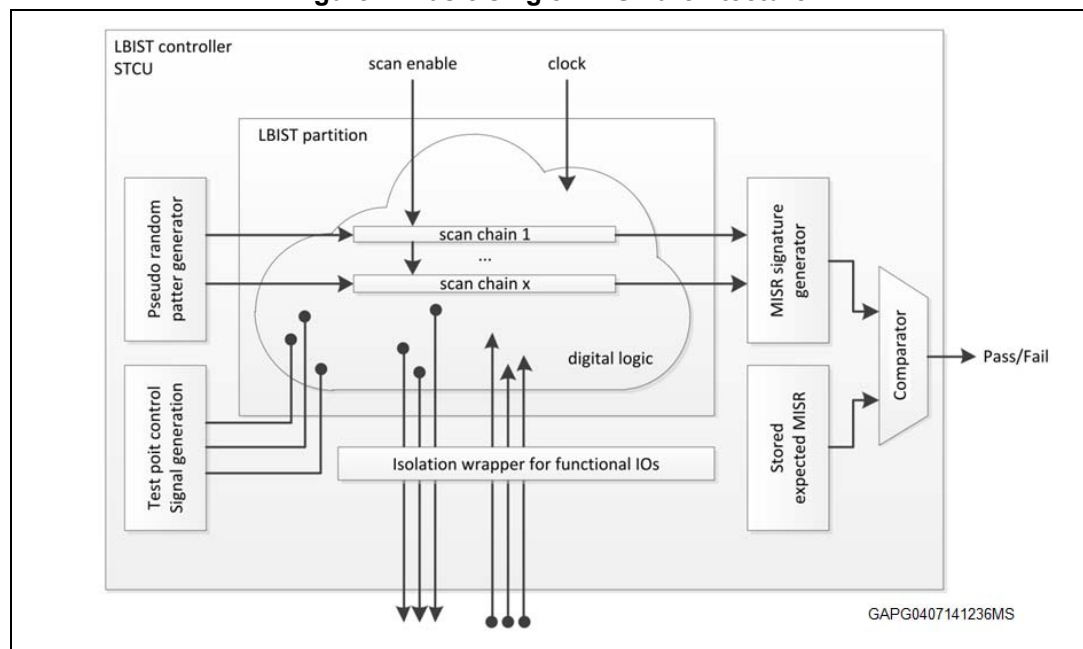 LBIST controller
STCU
scan enable
clock
LBIST partition
Pseudo random
patter generator
scan chain 1
...
scan chain x
digital logic
MISR signature
generator
Comparator
Pass/Fail
Test poit control
Signal generation
Isolation wrapper for functional IOs
Stored
expected MISR
GAPG0407141236MS